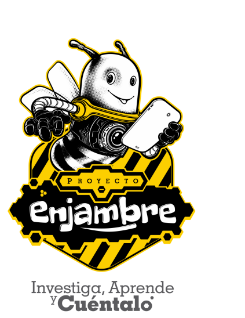 PROYECTO
enjambre
Investiga, Aprende
y Cuéntalo